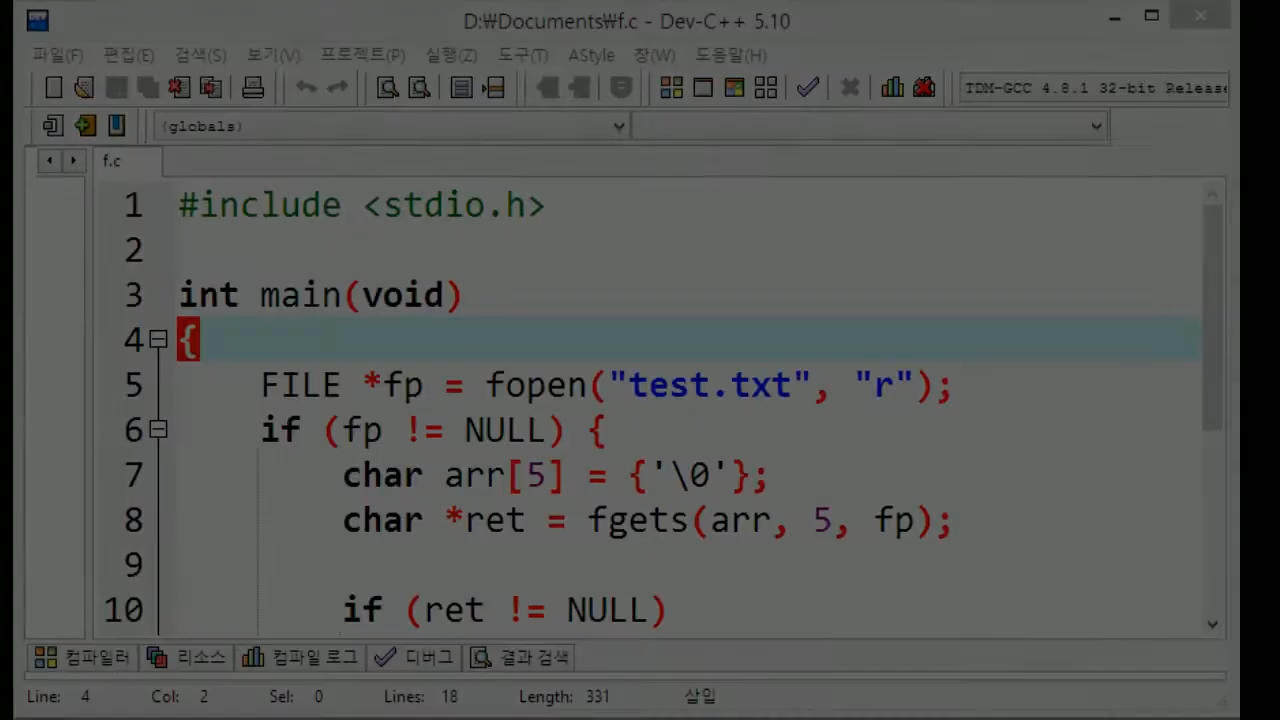 D:₩Documents₩f.c - Dev-C++ 5.10
파일(F) 편집(E) 검색(S) 보기(V) 프로젝트(P) 실행(Z) 도구(T) AStyle 창(W) 도움말(H)
TDM-GCC 4.8.1 32-bit Release
(globals)
f.c
1 #include <stdio.h>
2
3 int main(void)
4 {
5 FILE *fp = fopen("test.txt", "r");
6 if (fp != NULL) {
7 char arr[5] = {'\0'};
8 char *ret = fgets(arr, 5, fp);
9
10 if (ret != NULL)
컴파일러 리소스 컴파일 로그 디버그 결과 검색
Line: 4 Col: 2 Sel: 0 Lines: 18 Length: 331 삽입